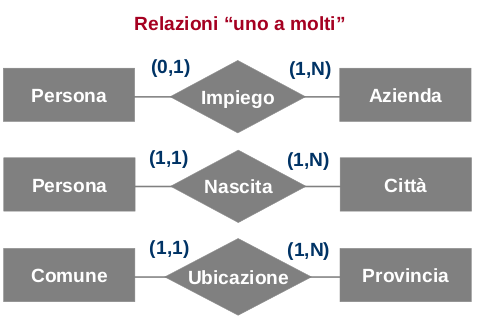 Relazioni “uno a molti”
(0,1) (1,N)
Persona Impiego Azienda
(1,1) (1,N)
Persona Nascita Città
(1,1) (1,N)
Comune Ubicazione Provincia